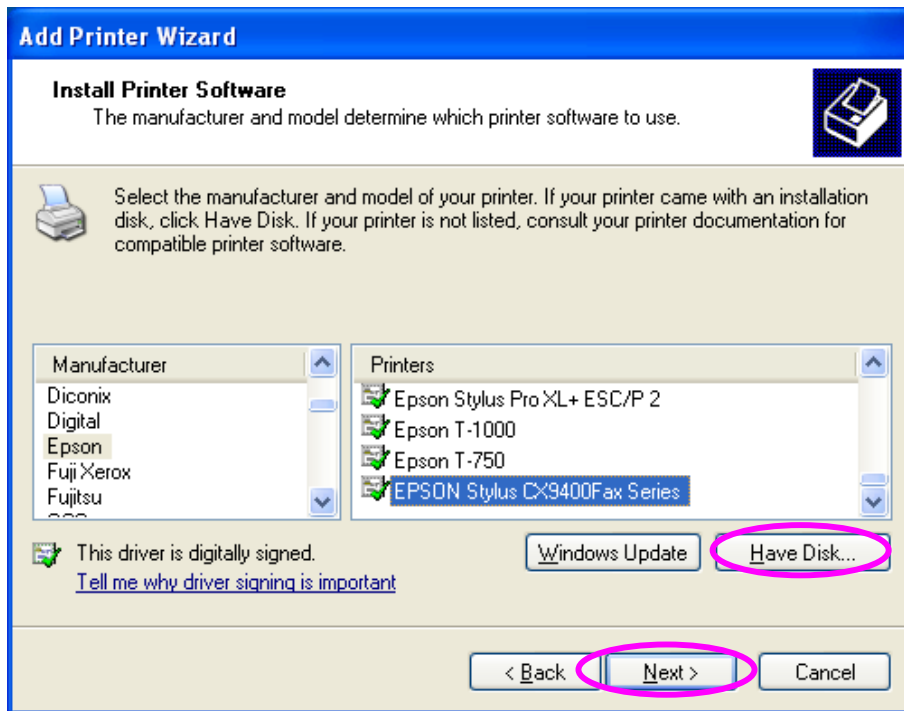 Add Printer Wizard
Install Printer Software
The manufacturer and model determine which printer software to use.
Select the manufacturer and model of your printer. If your printer came with an installation
disk, click Have Disk. If your printer is not listed, consult your printer documentation for
compatible printer software.
Manufacturer
Diconix
Digital
Epson
Fuji Xerox
Fujitsu
Printers
Epson Stylus Pro XL+ ESC/P 2
Epson T-1000
Epson T-750
EPSON Stylus CX9400Fax Series
This driver is digitally signed.
Tell me why driver signing is important
Windows Update
Have Disk...
< Back
Next >
Cancel